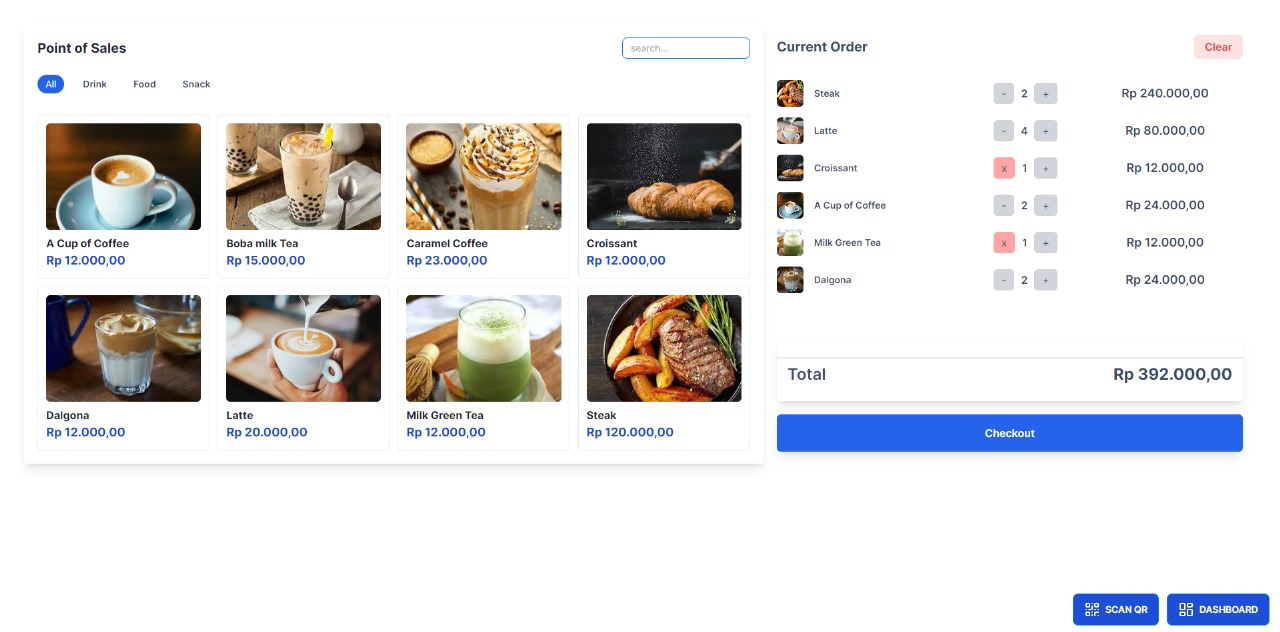 Point of Sales
search...
All Drink Food Snack
A Cup of Coffee
Rp 12.000,00
Boba milk Tea
Rp 15.000,00
Caramel Coffee
Rp 23.000,00
Croissant
Rp 12.000,00
Dalgona
Rp 12.000,00
Latte
Rp 20.000,00
Milk Green Tea
Rp 12.000,00
Steak
Rp 120.000,00
Current Order
Clear
Steak - 2 + Rp 240.000,00
Latte - 4 + Rp 80.000,00
Croissant x 1 + Rp 12.000,00
A Cup of Coffee - 2 + Rp 24.000,00
Milk Green Tea x 1 + Rp 12.000,00
Dalgona - 2 + Rp 24.000,00
Total Rp 392.000,00
Checkout
SCAN QR
DASHBOARD